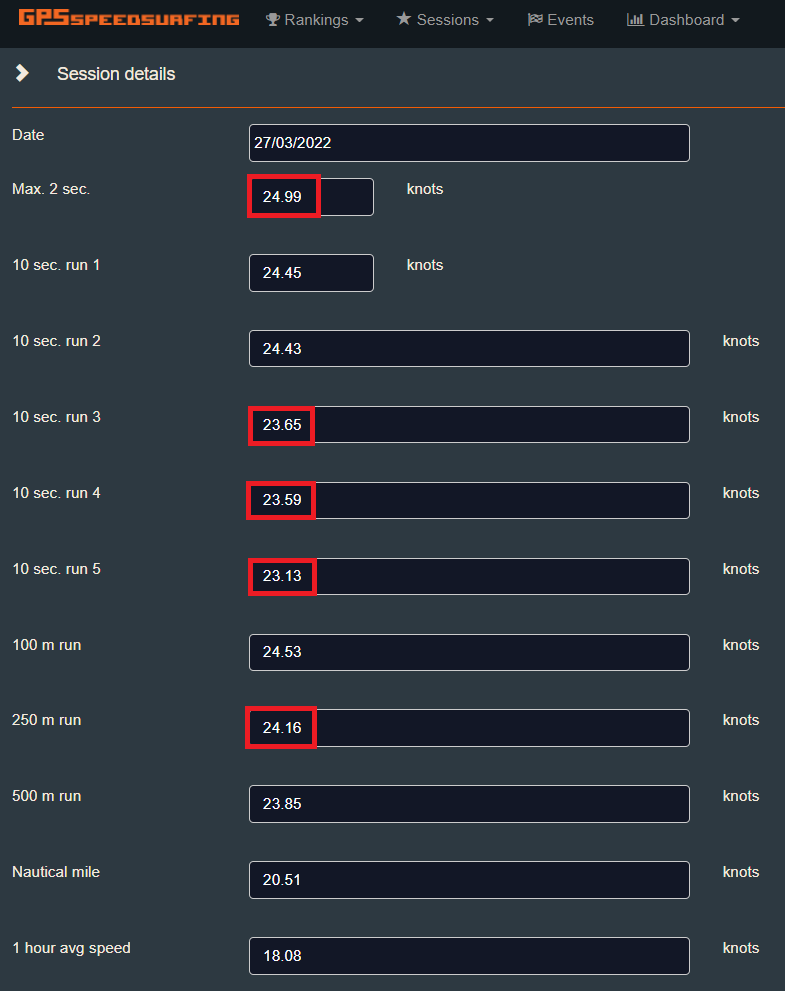 GPSSPEEDSURFING Rankings Sessions Events Dashboard
Session details
Date 27/03/2022
Max. 2 sec. 24.99 knots
10 sec. run 1 24.45 knots
10 sec. run 2 24.43 knots
10 sec. run 3 23.65 knots
10 sec. run 4 23.59 knots
10 sec. run 5 23.13 knots
100 m run 24.53 knots
250 m run 24.16 knots
500 m run 23.85 knots
Nautical mile 20.51 knots
1 hour avg speed 18.08 knots